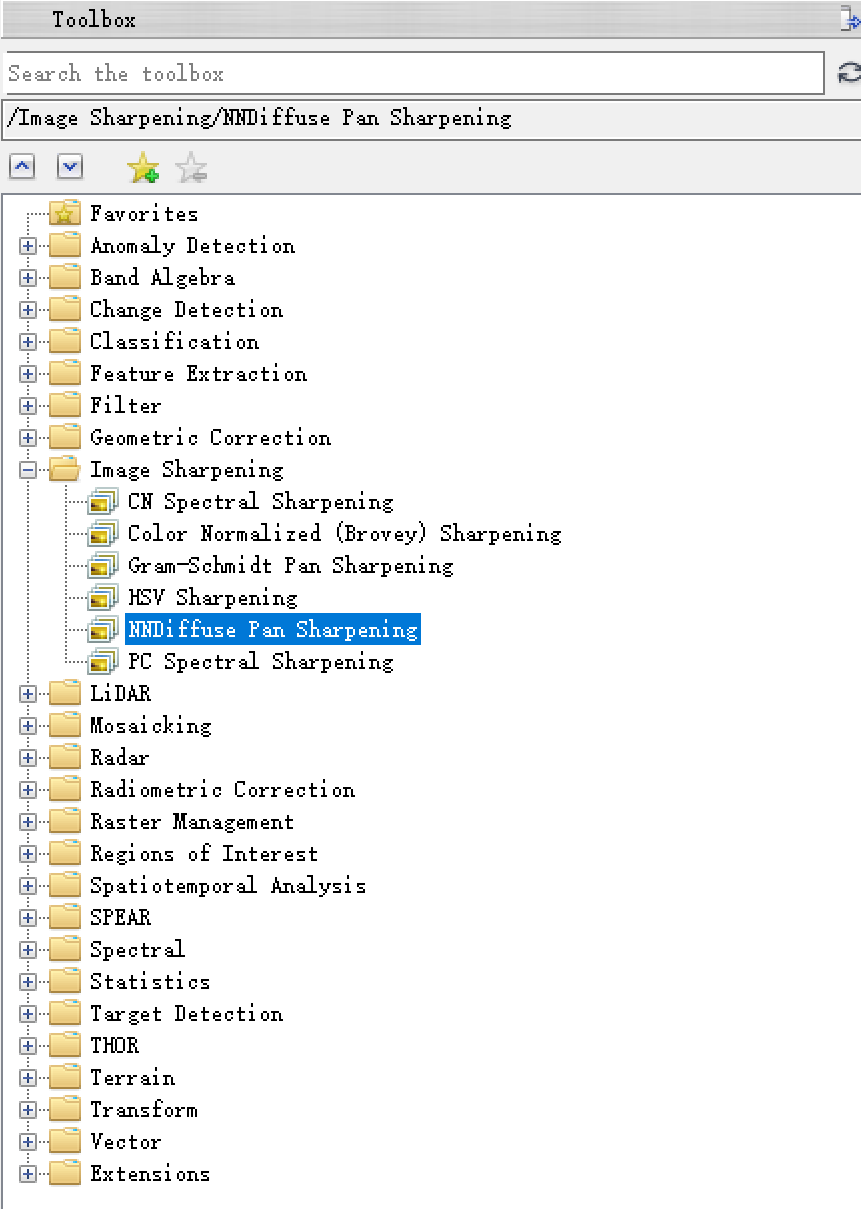 Toolbox
Search the toolbox
/Image Sharpening/NNDiffuse Pan Sharpening
Favorites
Anomaly Detection
Band Algebra
Change Detection
Classification
Feature Extraction
Filter
Geometric Correction
Image Sharpening
CN Spectral Sharpening
Color Normalized (Brovey) Sharpening
Gram-Schmidt Pan Sharpening
HSV Sharpening
NNDiffuse Pan Sharpening
PC Spectral Sharpening
LiDAR
Mosaicking
Radar
Radiometric Correction
Raster Management
Regions of Interest
Spatiotemporal Analysis
SPEAR
Spectral
Statistics
Target Detection
THOR
Terrain
Transform
Vector
Extensions